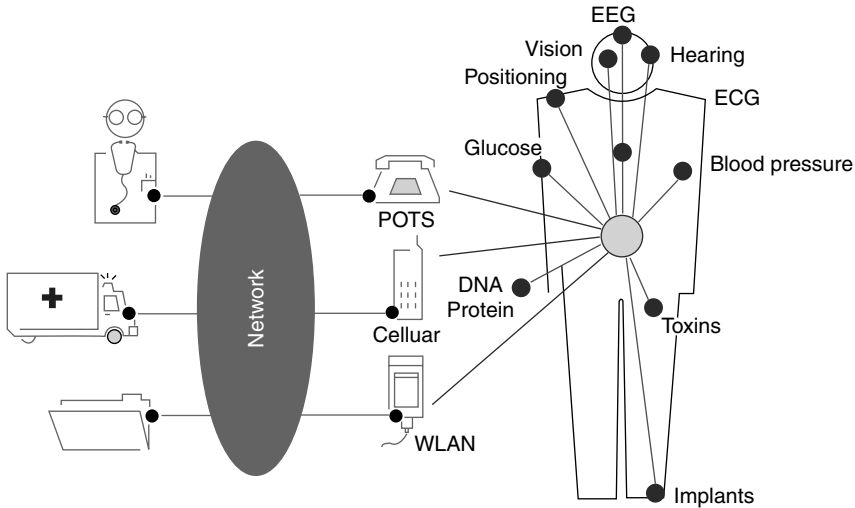 EEG
Vision
Hearing
Positioning
ECG
Glucose
Blood pressure
POTS
Network
DNA
Protein
Celluar
Toxins
WLAN
Implants